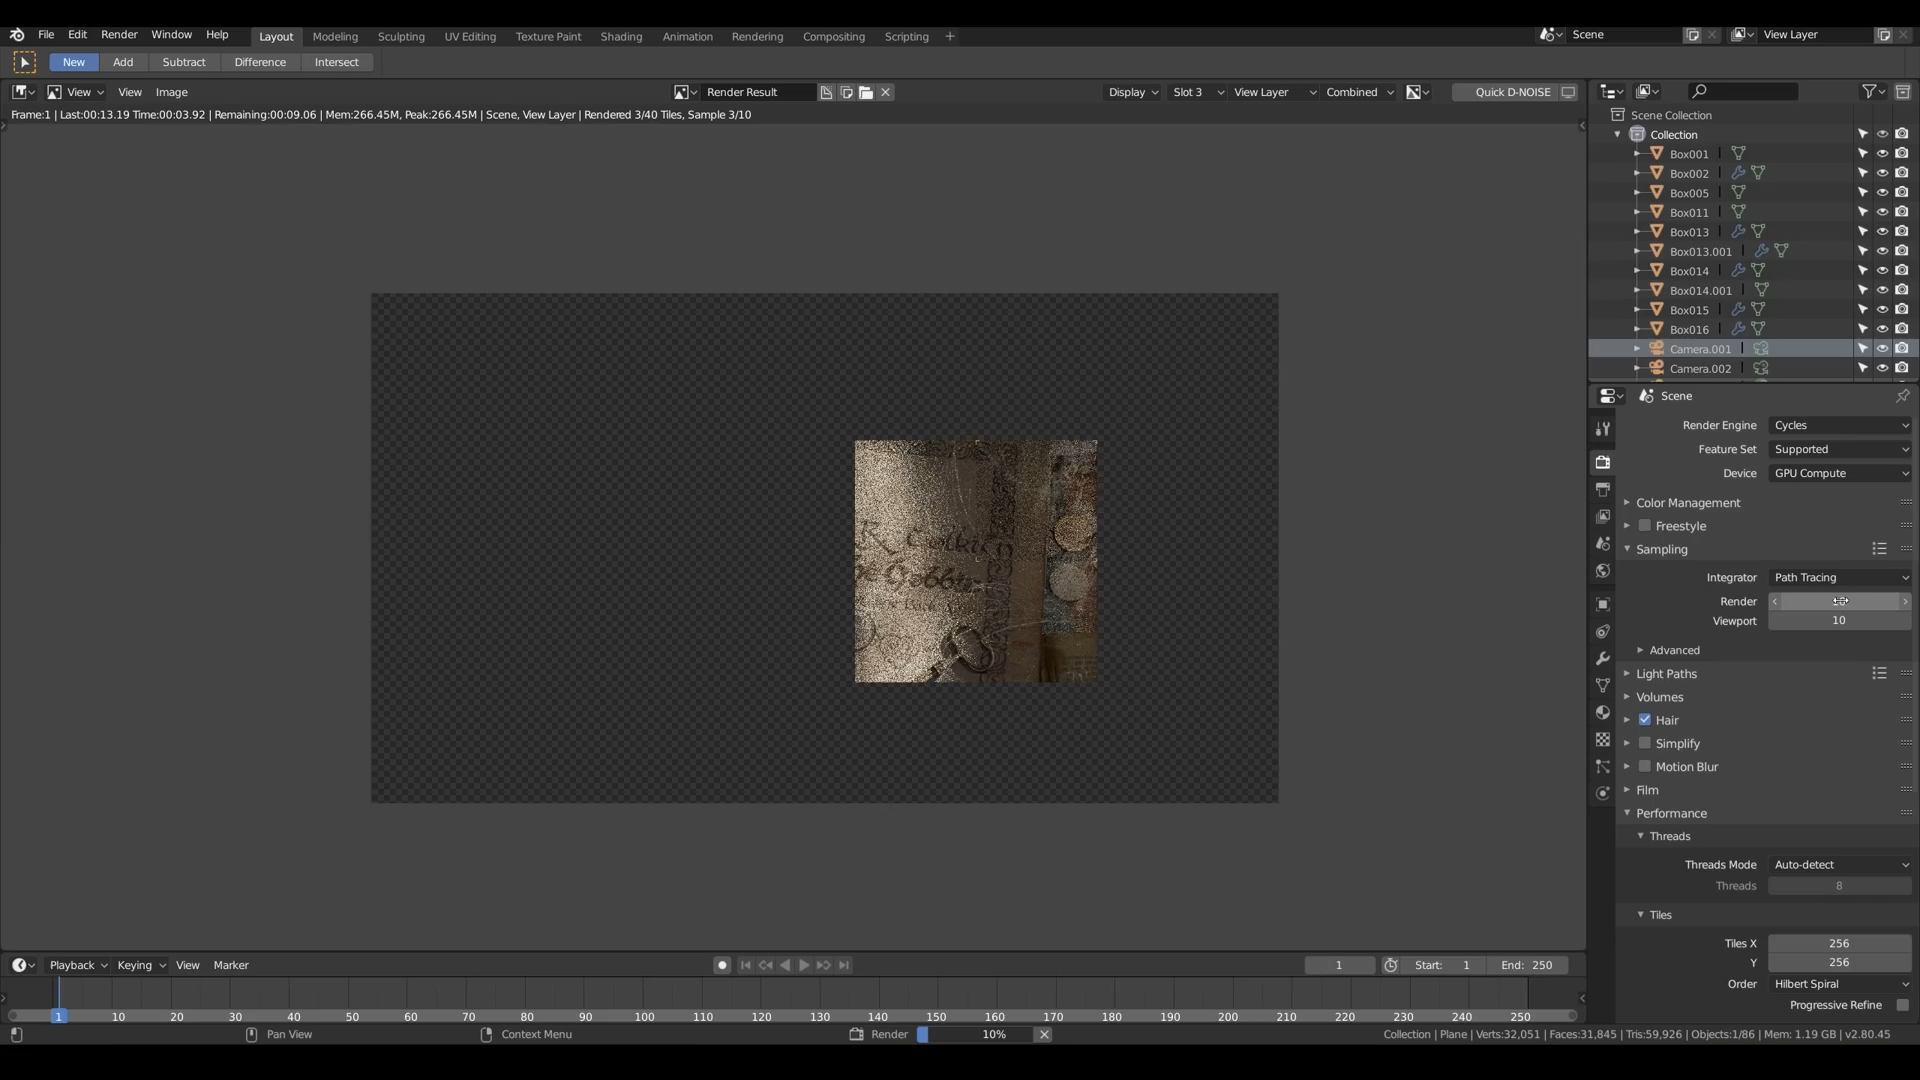 File Edit Render Window Help Layout Modeling Sculpting UV Editing Texture Paint Shading Animation Rendering Compositing Scripting + Scene View Layer
New Add Subtract Difference Intersect
View View Image Render Result Display Slot 3 View Layer Combined Quick D-NOISE
Frame:1 | Last:00:13.19 Time:00:03.92 | Remaining:00:09.06 | Mem:266.45M, Peak:266.45M | Scene, View Layer | Rendered 3/40 Tiles, Sample 3/10
Scene Collection
Collection
Box001
Box002
Box005
Box011
Box013
Box013.001
Box014
Box014.001
Box015
Box016
Camera.001
Camera.002
Scene
Render Engine Cycles
Feature Set Supported
Device GPU Compute
Color Management
Freestyle
Sampling
Integrator Path Tracing
Render
Viewport 10
Advanced
Light Paths
Volumes
Hair
Simplify
Motion Blur
Film
Performance
Threads
Threads Mode Auto-detect
Threads 8
Tiles
Tiles X 256
Y 256
Order Hilbert Spiral
Progressive Refine
Playback Keying View Marker 1 Start: 1 End: 250
1 10 20 30 40 50 60 70 80 90 100 110 120 130 140 150 160 170 180 190 200 210 220 230 240 250
Pan View Context Menu Render 10% Collection | Plane | Verts:32,051 | Faces:31,845 | Tris:59,926 | Objects:1/86 | Mem: 1.19 GB | v2.80.45